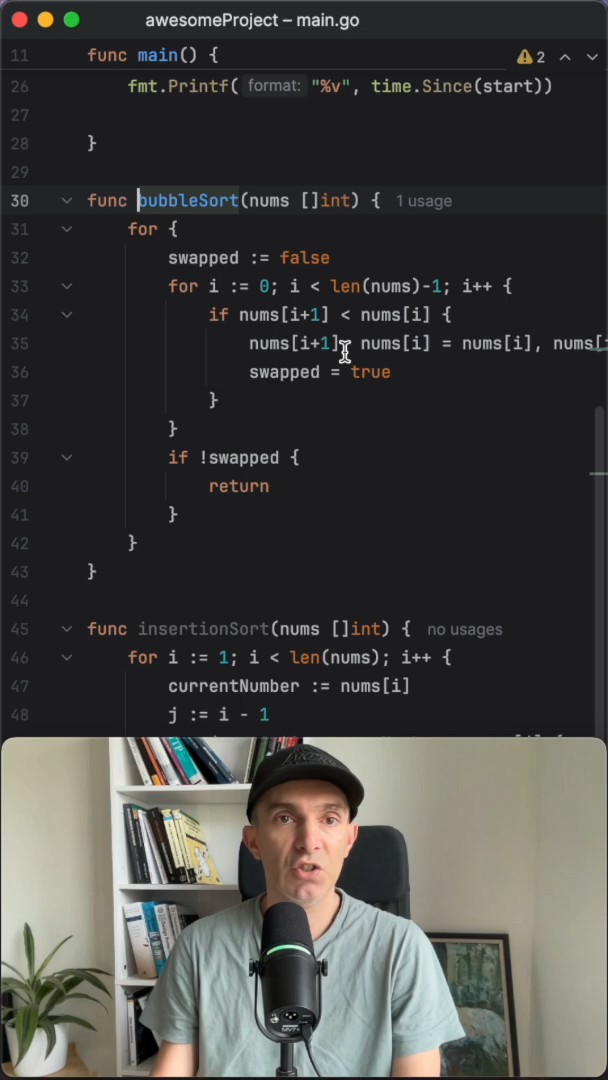 awesomeProject – main.go
11 func main() { 2
26 fmt.Printf( format: "%v", time.Since(start))
27
28 }
29
30 func bubbleSort(nums []int) { 1 usage
31 for {
32 swapped := false
33 for i := 0; i < len(nums)-1; i++ {
34 if nums[i+1] < nums[i] {
35 nums[i+1], nums[i] = nums[i], nums[i
36 swapped = true
37 }
38 }
39 if !swapped {
40 return
41 }
42 }
43 }
44
45 func insertionSort(nums []int) { no usages
46 for i := 1; i < len(nums); i++ {
47 currentNumber := nums[i]
48 j := i - 1